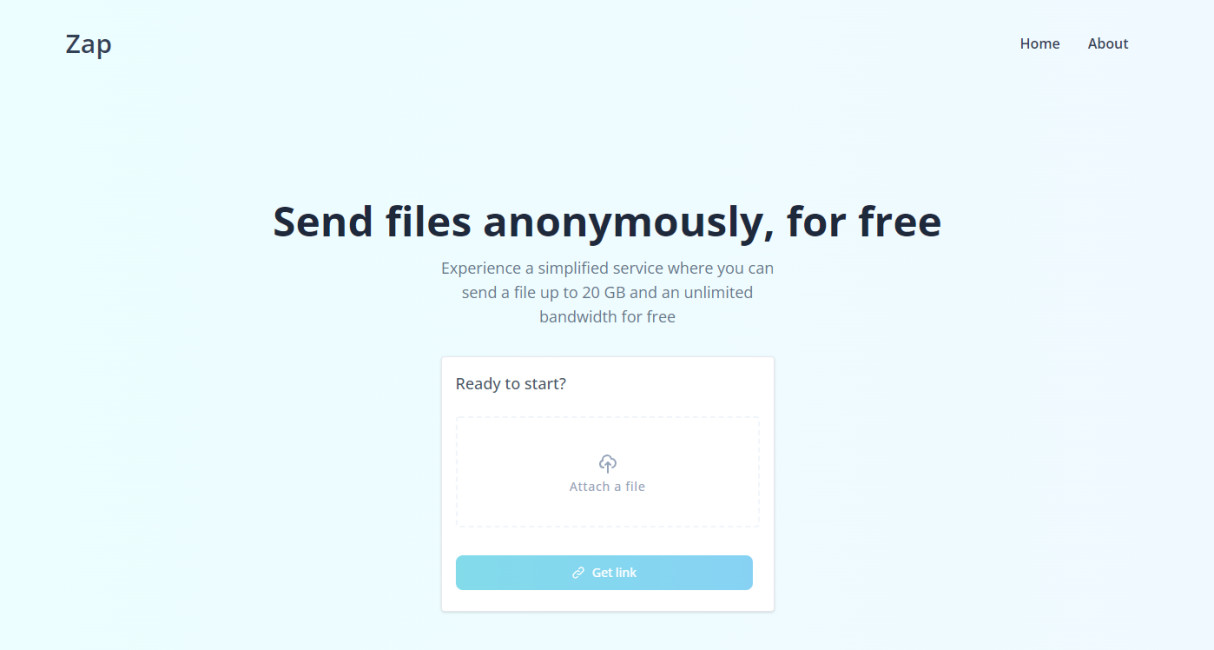 Zap
Home
About
Send files anonymously, for free
Experience a simplified service where you can
send a file up to 20 GB and an unlimited
bandwidth for free
Ready to start?
Attach a file
Get link